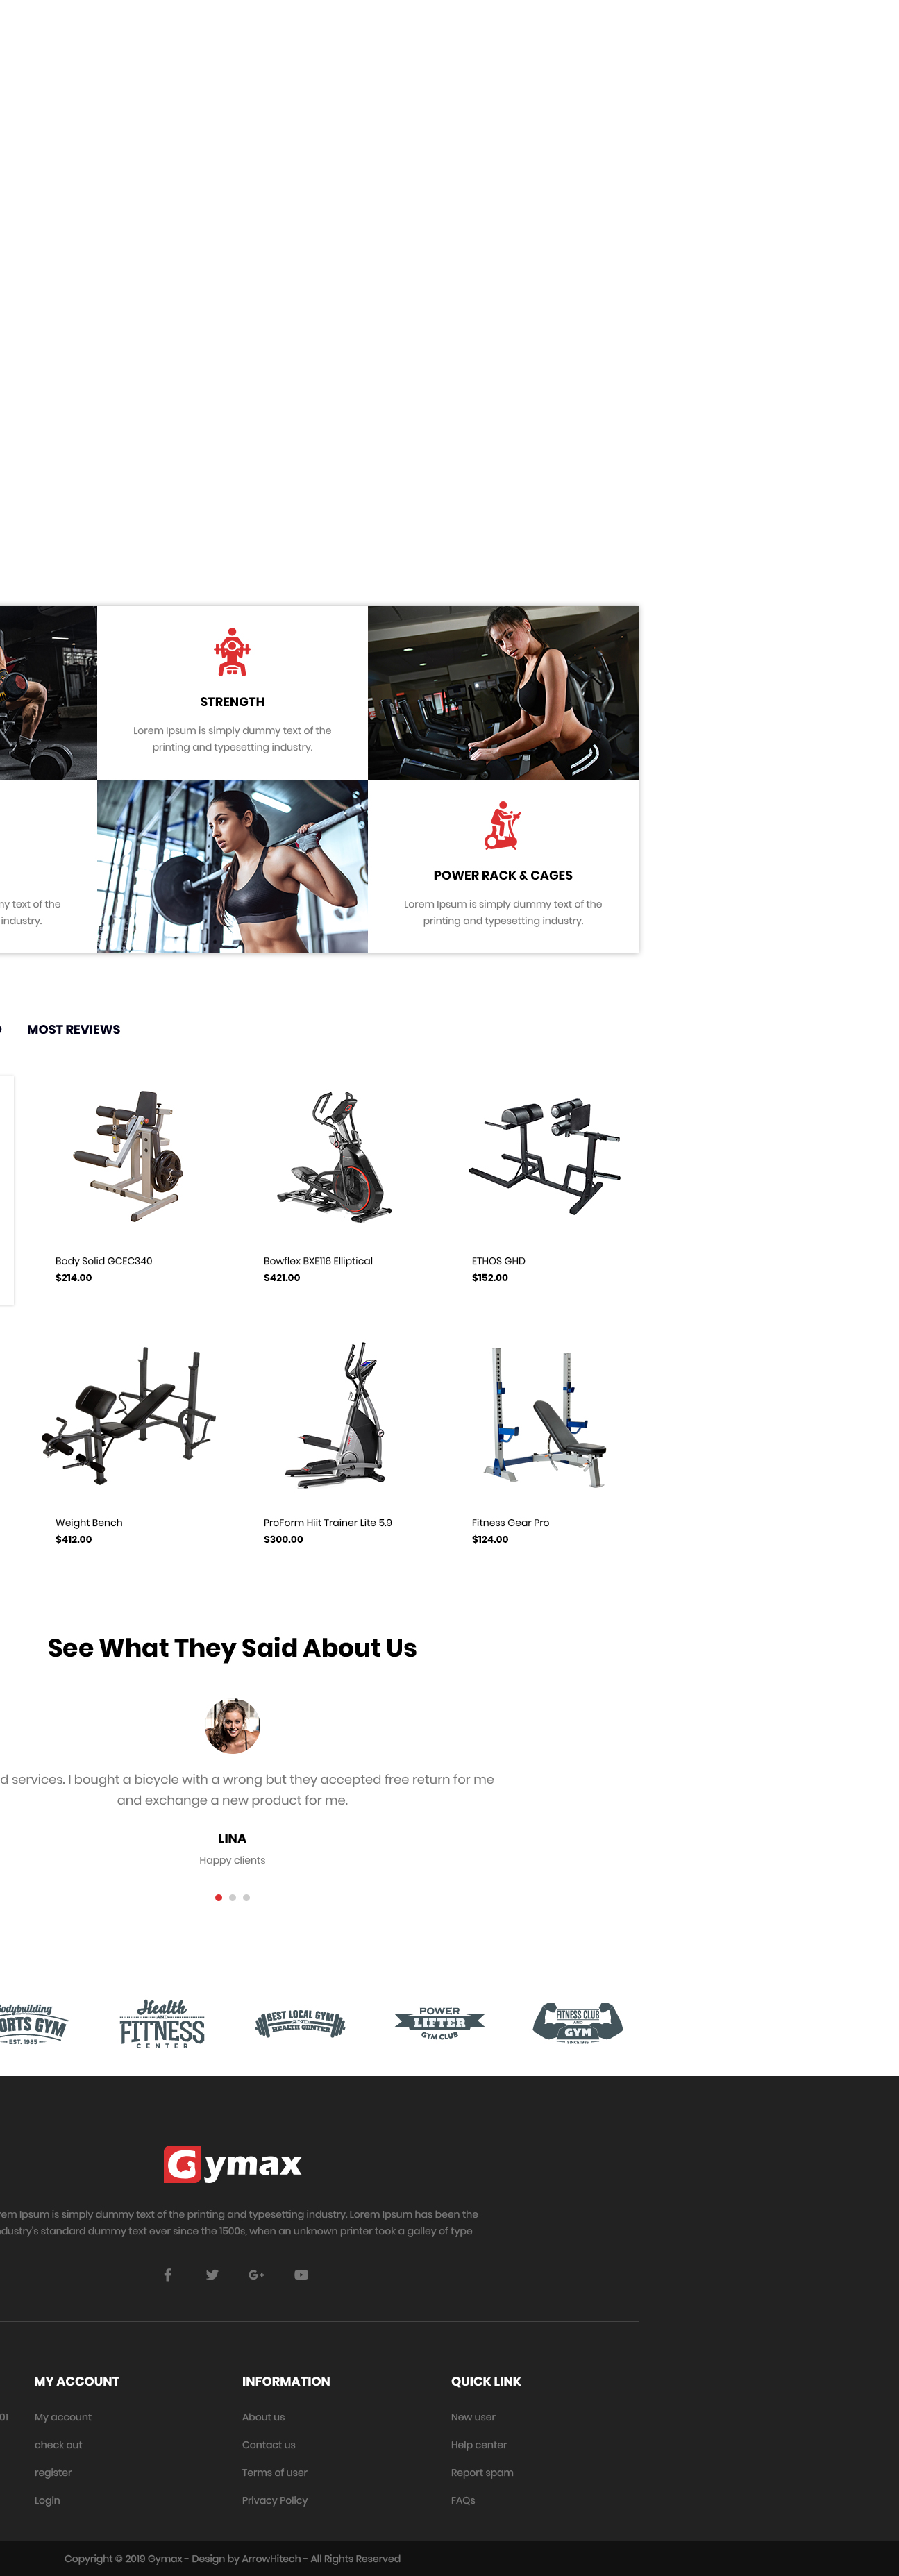 STRENGTH
Lorem Ipsum is simply dummy text of the
printing and typesetting industry.
POWER RACK & CAGES
text of the
Lorem Ipsum is simply dummy text of the
industry.
printing and typesetting industry.
MOST REVIEWS
Body Solid GCEC340
$214.00
Bowflex BXE116 Elliptical
$421.00
ETHOS GHD
$152.00
Weight Bench
$412.00
ProForm Hiit Trainer Lite 5.9
$300.00
Fitness Gear Pro
$124.00
See What They Said About Us
services. I bought a bicycle with a wrong but they accepted free return for me
and exchange a new product for me.
LINA
Happy clients
Bodybuilding
GYM
EST. 1985
Health
AND
FITNESS
CENTER
BEST LOCAL GYM
AND
HEALTH CENTER
POWER
LIFTER
GYM CLUB
FITNESS CLUB
AND
GYM
Gymax
Ipsum is simply dummy text of the printing and typesetting industry. Lorem Ipsum has been the
standard dummy text ever since the 1500s, when an unknown printer took a galley of type
MY ACCOUNT
My account
check out
register
Login
INFORMATION
About us
Contact us
Terms of user
Privacy Policy
QUICK LINK
New user
Help center
Report spam
FAQs
Copyright © 2019 Gymax - Design by ArrowHitech - All Rights Reserved